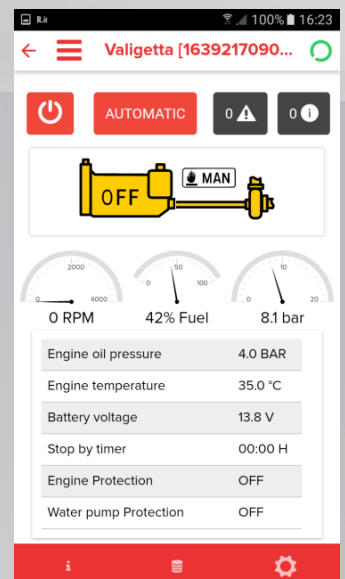 R.it 100% 16:23
Valigetta [1639217090...
AUTOMATIC 0 0 i
OFF MAN
2000 50 10
0 4000 0 100 0 20
0 RPM 42% Fuel 8.1 bar
Engine oil pressure 4.0 BAR
Engine temperature 35.0 °C
Battery voltage 13.8 V
Stop by timer 00:00 H
Engine Protection OFF
Water pump Protection OFF
i